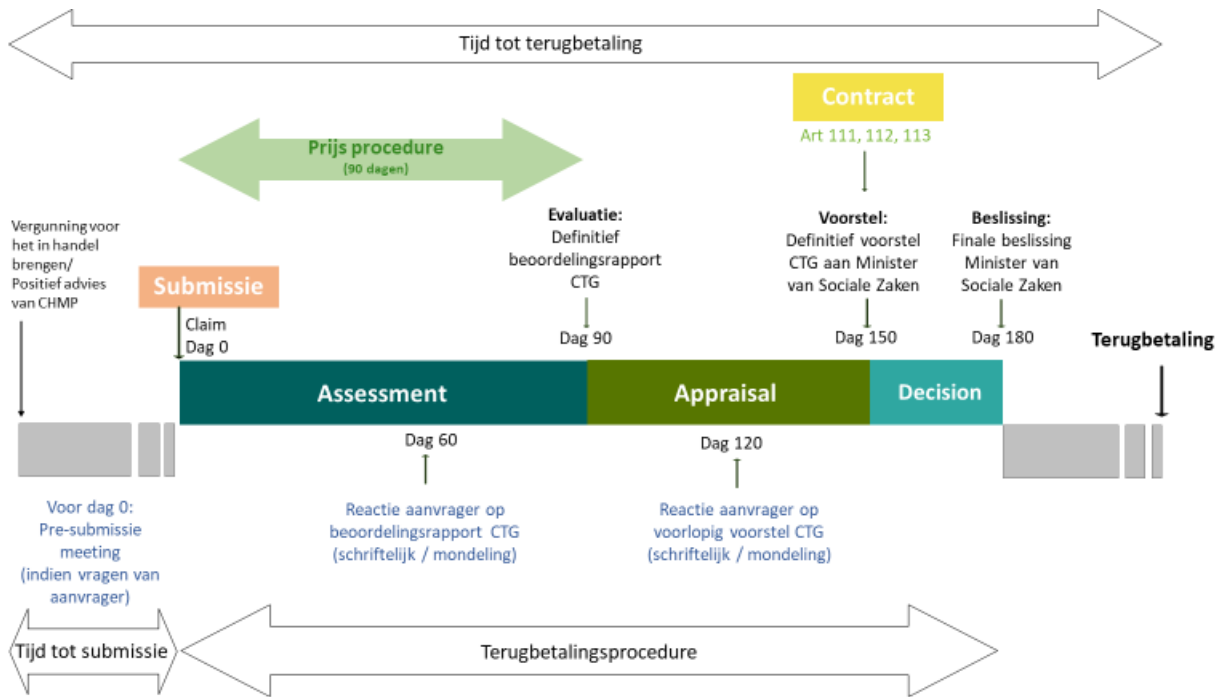 Tijd tot terugbetaling
Contract
Art 111, 112, 113
Prijs procedure
(90 dagen)
Vergunning voor
het in handel
brengen/
Positief advies
van CHMP
Submissie
Claim
Dag 0
Evaluatie:
Definitief
beoordelingsrapport
CTG
Dag 90
Voorstel:
Definitief voorstel
CTG aan Minister
van Sociale Zaken
Dag 150
Beslissing:
Finale beslissing
Minister van
Sociale Zaken
Dag 180
Terugbetaling
Assessment
Appraisal
Decision
Dag 60
Dag 120
Voor dag 0:
Pre-submissie
meeting
(indien vragen van
aanvrager)
Reactie aanvrager op
beoordelingsrapport CTG
(schriftelijk / mondeling)
Reactie aanvrager op
voorlopig voorstel CTG
(schriftelijk / mondeling)
Tijd tot submissie
Terugbetalingsprocedure